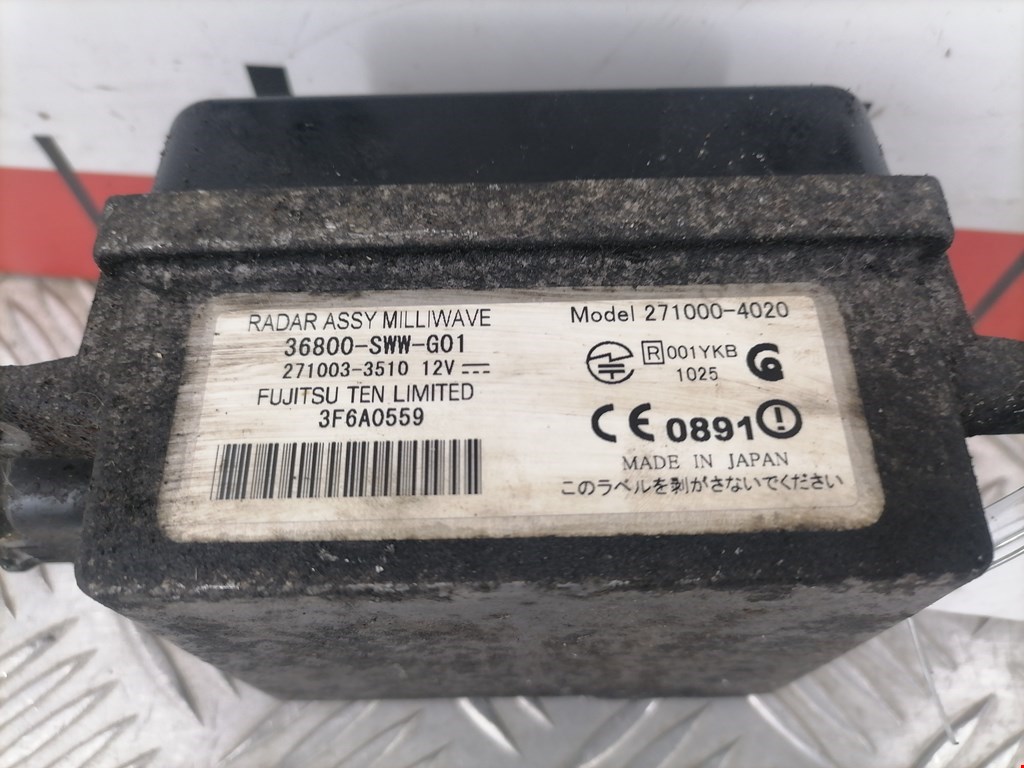 RADAR ASSY MILLIWAVE
36800-SWW-G01
271003-3510 12V
FUJITSU TEN LIMITED
3F6A0559
Model 271000-4020
R 001YKB
1025
CE 0891
MADE IN JAPAN
このラベルを剥がさないでください